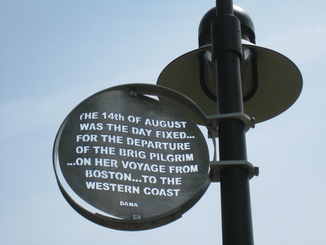 THE 14th OF AUGUST
WAS THE DAY FIXED...
FOR THE DEPARTURE
OF THE BRIG PILGRIM
...ON HER VOYAGE FROM
BOSTON...TO THE
WESTERN COAST
DANA